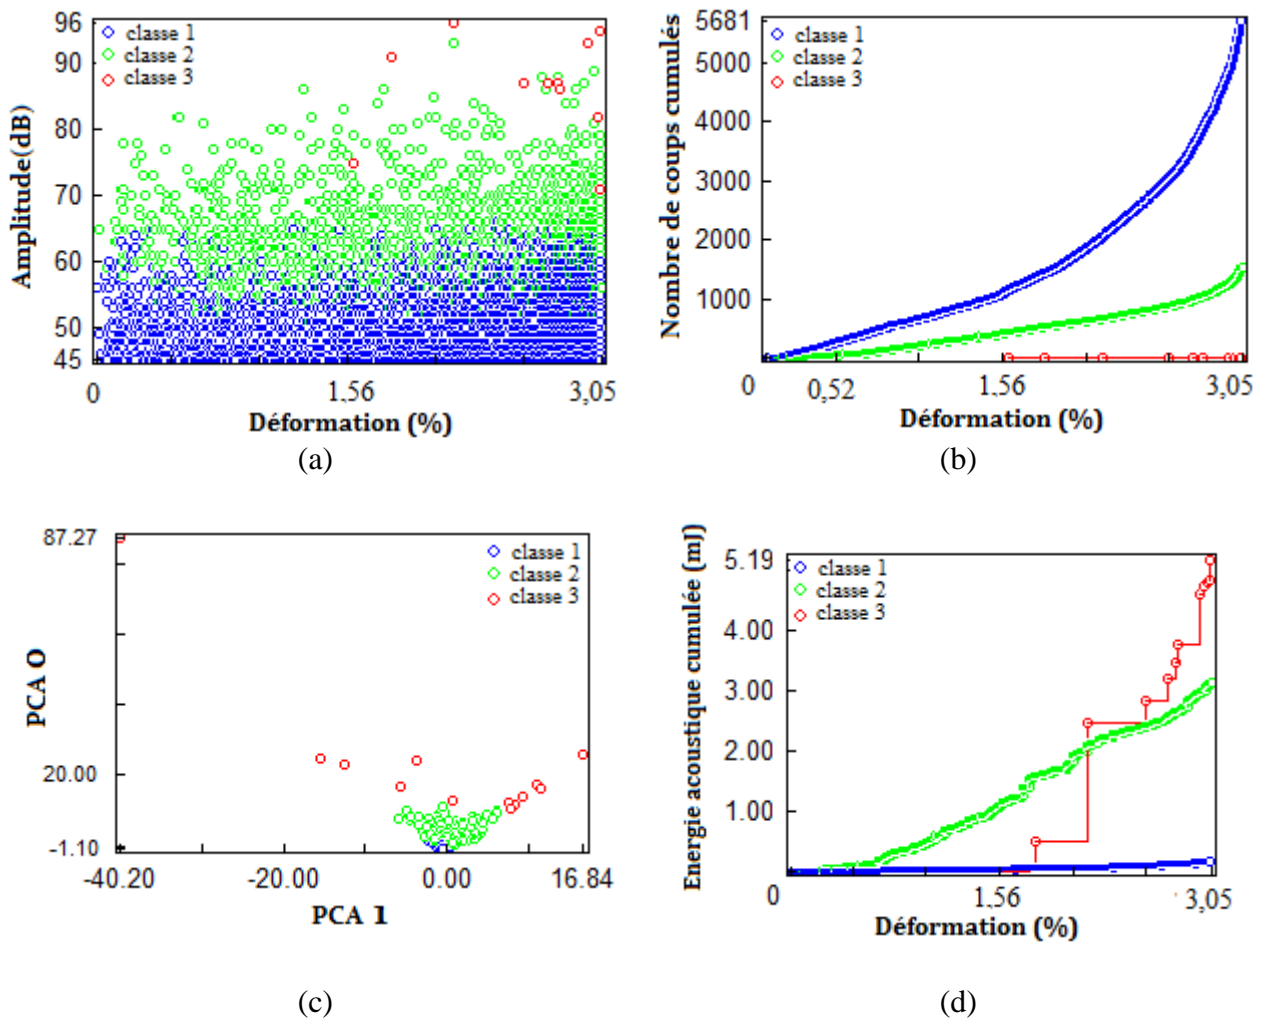 Amplitude(dB)
96
90
80
70
60
50
45
classe 1
classe 2
classe 3
0
1,56
3,05
Déformation (%)
(a)
Nombre de coups cumulés
5681
5000
4000
3000
2000
1000
classe 1
classe 2
classe 3
0
0,52
1,56
3,05
Déformation (%)
(b)
PCA O
87.27
20.00
-1.10
classe 1
classe 2
classe 3
-40.20
-20.00
0.00
16.84
PCA 1
(c)
Energie acoustique cumulée (mJ)
5.19
4.00
3.00
2.00
1.00
classe 1
classe 2
classe 3
0
1,56
3,05
Déformation (%)
(d)